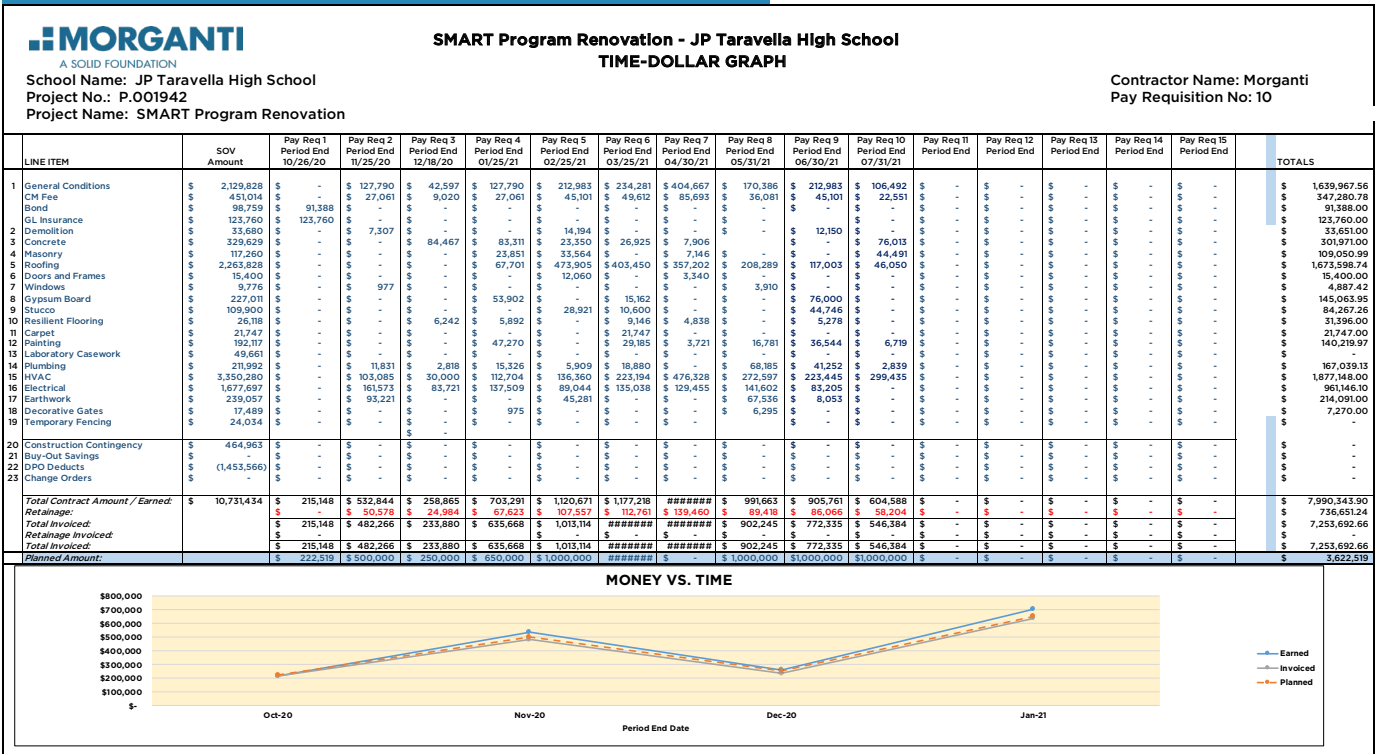 MORGANTI
A SOLID FOUNDATION
SMART Program Renovation - JP Taravella High School
TIME-DOLLAR GRAPH
School Name: JP Taravella High School
Project No.: P.001942
Project Name: SMART Program Renovation
Contractor Name: Morganti
Pay Requisition No: 10
LINE ITEM SOV Amount Pay Req 1 Period End 10/26/20 Pay Req 2 Period End 11/25/20 Pay Req 3 Period End 12/18/20 Pay Req 4 Period End 01/25/21 Pay Req 5 Period End 02/25/21 Pay Req 6 Period End 03/25/21 Pay Req 7 Period End 04/30/21 Pay Req 8 Period End 05/31/21 Pay Req 9 Period End 06/30/21 Pay Req 10 Period End 07/31/21 Pay Req 11 Period End Pay Req 12 Period End Pay Req 13 Period End Pay Req 14 Period End Pay Req 15 Period End TOTALS
1 General Conditions $ 2,129,828 $ - $ 127,790 $ 42,597 $ 127,790 $ 212,983 $ 234,281 $ 404,667 $ 170,386 $ 212,983 $ 106,492 $ - $ - $ - $ - $ - $ 1,639,967.56
CM Fee $ 451,014 $ - $ 27,061 $ 9,020 $ 27,061 $ 45,101 $ 49,612 $ 85,693 $ 36,081 $ 45,101 $ 22,551 $ - $ - $ - $ - $ - $ 347,280.78
Bond $ 98,759 $ 91,388 $ - $ - $ - $ - $ - $ - $ - $ - $ - $ - $ - $ - $ - $ 91,388.00
GL Insurance $ 123,760 $ 123,760 $ - $ - $ - $ - $ - $ - $ - $ - $ - $ - $ - $ - $ - $ 123,760.00
2 Demolition $ 33,680 $ - $ 7,307 $ - $ - $ 14,194 $ - $ - $ - $ 12,150 $ - $ - $ - $ - $ - $ - $ 33,651.00
3 Concrete $ 329,629 $ - $ - $ 84,467 $ 83,311 $ 23,350 $ 26,925 $ 7,906 $ - $ 76,013 $ - $ - $ - $ - $ - $ 301,971.00
4 Masonry $ 117,260 $ - $ - $ - $ 23,851 $ 33,564 $ - $ 7,146 $ - $ - $ 44,491 $ - $ - $ - $ - $ - $ 109,050.99
5 Roofing $ 2,263,828 $ - $ - $ - $ 67,701 $ 473,905 $ 403,450 $ 357,202 $ 208,289 $ 117,003 $ 46,050 $ - $ - $ - $ - $ - $ 1,673,598.74
6 Doors and Frames $ 15,400 $ - $ - $ - $ - $ 12,060 $ - $ 3,340 $ - $ - $ - $ - $ - $ - $ - $ - $ 15,400.00
7 Windows $ 9,776 $ - $ 977 $ - $ - $ - $ - $ - $ 3,910 $ - $ - $ - $ - $ - $ - $ - $ 4,887.42
8 Gypsum Board $ 227,011 $ - $ - $ - $ 53,902 $ - $ 15,162 $ - $ - $ 76,000 $ - $ - $ - $ - $ - $ - $ 145,063.95
9 Stucco $ 109,900 $ - $ - $ - $ - $ 28,921 $ 10,600 $ - $ - $ 44,746 $ - $ - $ - $ - $ - $ - $ 84,267.26
10 Resilient Flooring $ 26,118 $ - $ - $ 6,242 $ 5,892 $ - $ 9,146 $ 4,838 $ - $ 5,278 $ - $ - $ - $ - $ - $ - $ 31,396.00
11 Carpet $ 21,747 $ - $ - $ - $ - $ - $ 21,747 $ - $ - $ - $ - $ - $ - $ - $ - $ - $ 21,747.00
12 Painting $ 192,117 $ - $ - $ - $ 47,270 $ - $ 29,185 $ 3,721 $ 16,781 $ 36,544 $ 6,719 $ - $ - $ - $ - $ - $ 140,219.97
13 Laboratory Casework $ 49,661 $ - $ - $ - $ - $ - $ - $ - $ - $ - $ - $ - $ - $ - $ - $ - $ -
14 Plumbing $ 211,992 $ - $ 11,831 $ 2,818 $ 15,326 $ 5,909 $ 18,880 $ - $ 68,185 $ 41,252 $ 2,839 $ - $ - $ - $ - $ - $ 167,039.13
15 HVAC $ 3,350,280 $ - $ 103,085 $ 30,000 $ 112,704 $ 136,360 $ 223,194 $ 476,328 $ 272,597 $ 223,445 $ 299,435 $ - $ - $ - $ - $ - $ 1,877,148.00
16 Electrical $ 1,677,697 $ - $ 161,573 $ 83,721 $ 137,509 $ 89,044 $ 135,038 $ 129,455 $ 141,602 $ 83,205 $ - $ - $ - $ - $ - $ - $ 961,146.10
17 Earthwork $ 239,057 $ - $ 93,221 $ - $ - $ 45,281 $ - $ - $ 67,536 $ 8,053 $ - $ - $ - $ - $ - $ - $ 214,091.00
18 Decorative Gates $ 17,489 $ - $ - $ - $ 975 $ - $ - $ - $ 6,295 $ - $ - $ - $ - $ - $ - $ - $ 7,270.00
19 Temporary Fencing $ 24,034 $ - $ - $ - $ - $ - $ - $ - $ - $ - $ - $ - $ - $ - $ - $ -
$ -
20 Construction Contingency $ 464,963 $ - $ - $ - $ - $ - $ - $ - $ - $ - $ - $ - $ - $ - $ - $ - $ -
21 Buy-Out Savings $ - $ - $ - $ - $ - $ - $ - $ - $ - $ - $ - $ - $ - $ - $ - $ - $ -
22 DPO Deducts $ (1,453,566) $ - $ - $ - $ - $ - $ - $ - $ - $ - $ - $ - $ - $ - $ - $ - $ -
23 Change Orders $ - $ - $ - $ - $ - $ - $ - $ - $ - $ - $ - $ - $ - $ - $ - $ - $ -
Total Contract Amount / Earned: $ 10,731,434 $ 215,148 $ 532,844 $ 258,865 $ 703,291 $ 1,120,671 $ 1,177,218 ####### $ 991,663 $ 905,761 $ 604,588 $ - $ - $ - $ - $ - $ 7,990,343.90
Retainage: $ - $ 50,578 $ 24,984 $ 67,623 $ 107,557 $ 112,761 $ 139,460 $ 89,418 $ 86,066 $ 58,204 $ - $ - $ - $ - $ - $ 736,651.24
Total Invoiced: $ 215,148 $ 482,266 $ 233,880 $ 635,668 $ 1,013,114 ####### ####### $ 902,245 $ 772,335 $ 546,384 $ - $ - $ - $ - $ - $ 7,253,692.66
Retainage Invoiced: $ - $ - $ - $ - $ - $ - $ - $ - $ - $ - $ -
Total Invoiced: $ 215,148 $ 482,266 $ 233,880 $ 635,668 $ 1,013,114 ####### ####### $ 902,245 $ 772,335 $ 546,384 $ - $ - $ - $ - $ - $ 7,253,692.66
Planned Amount: $ 222,519 $ 500,000 $ 250,000 $ 650,000 $ 1,000,000 ####### $ - $ 1,000,000 $1,000,000 $1,000,000 $ - $ - $ - $ - $ - $ 3,622,519
MONEY VS. TIME
$800,000
$700,000
$600,000
$500,000
$400,000
$300,000
$200,000
$100,000
$-
Oct-20 Nov-20 Dec-20 Jan-21
Period End Date
Earned
Invoiced
Planned